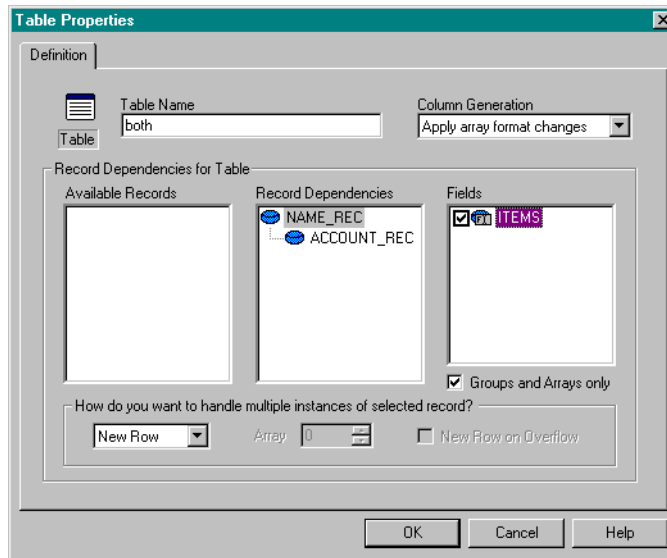 Table Properties
Definition
Table
Table Name
both
Column Generation
Apply array format changes
Record Dependencies for Table
Available Records
Record Dependencies
NAME_REC
ACCOUNT_REC
Fields
ITEMS
Groups and Arrays only
How do you want to handle multiple instances of selected record?
New Row
Array
0
New Row on Overflow
OK
Cancel
Help